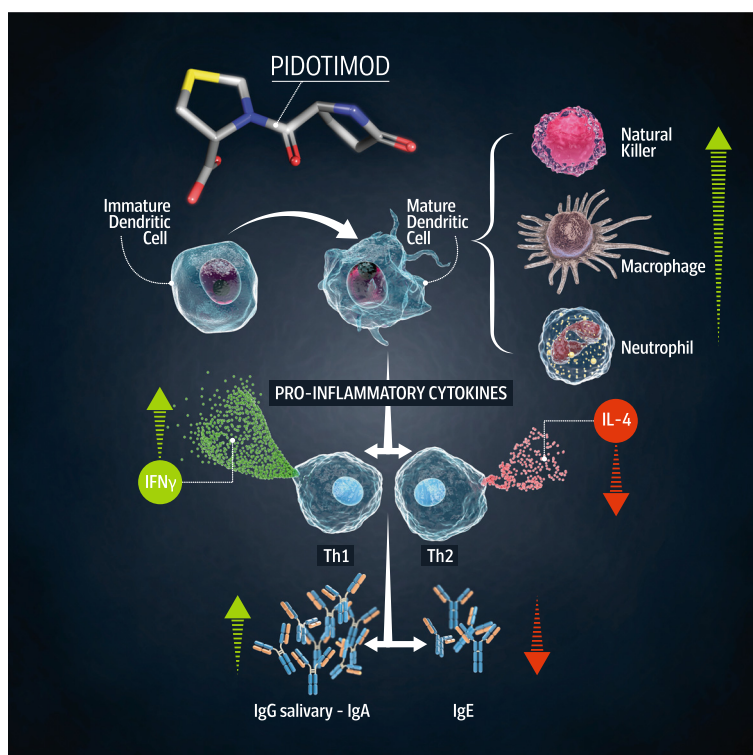 PIDOTIMOD
Natural
Killer
Immature
Dendritic
Cell
Mature
Dendritic
Cell
Macrophage
Neutrophil
PRO-INFLAMMATORY CYTOKINES
IL-4
IFNγ
Th1
Th2
IgG salivary - IgA
IgE